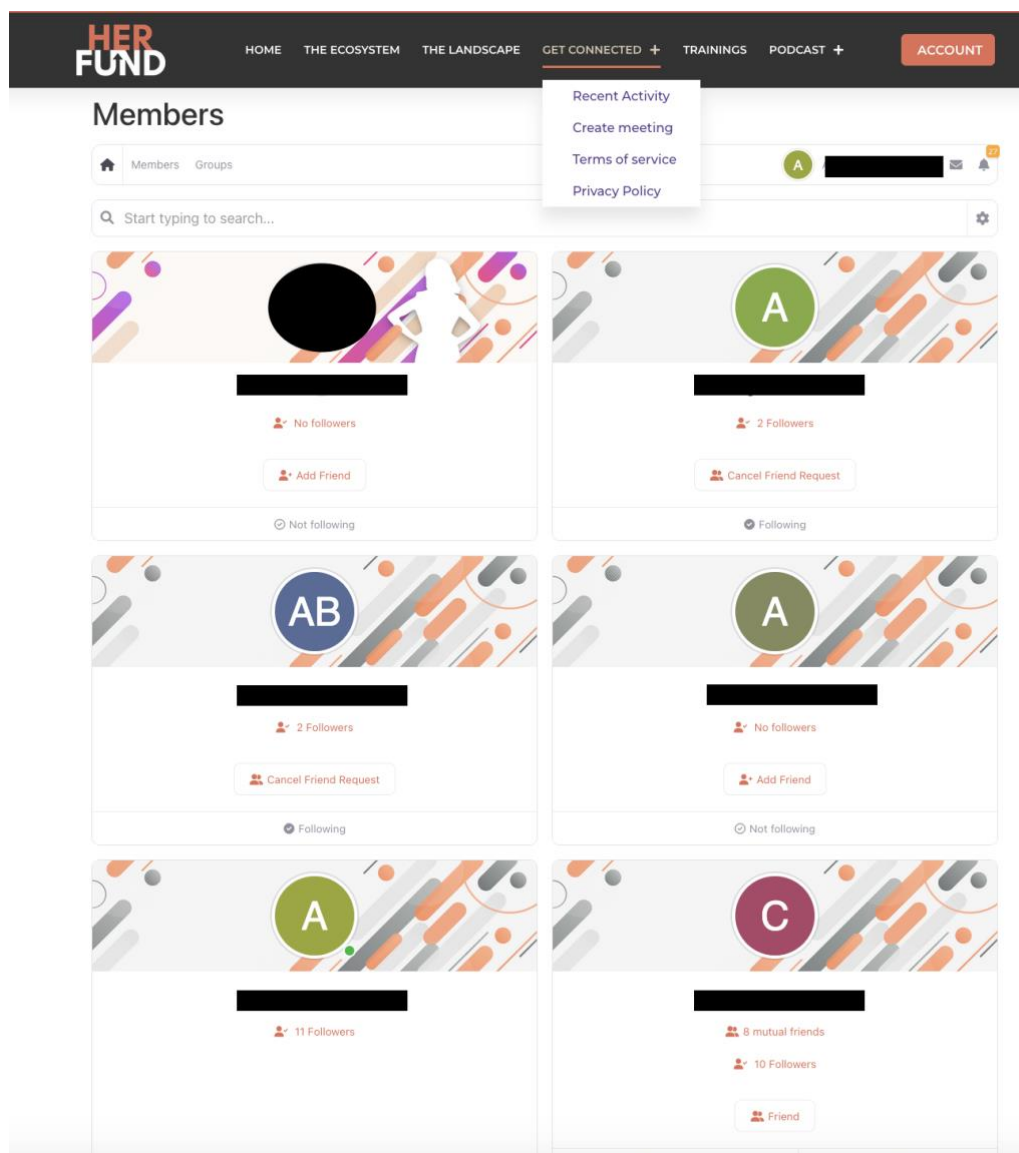 HER
FUND
HOME THE ECOSYSTEM THE LANDSCAPE GET CONNECTED + TRAININGS PODCAST + ACCOUNT
Recent Activity
Create meeting
Terms of service
Privacy Policy
Members
Members Groups
A
27
Start typing to search...
No followers
Add Friend
Not following
A
2 Followers
Cancel Friend Request
Following
AB
2 Followers
Cancel Friend Request
Following
A
No followers
Add Friend
Not following
A
11 Followers
C
8 mutual friends
10 Followers
Friend